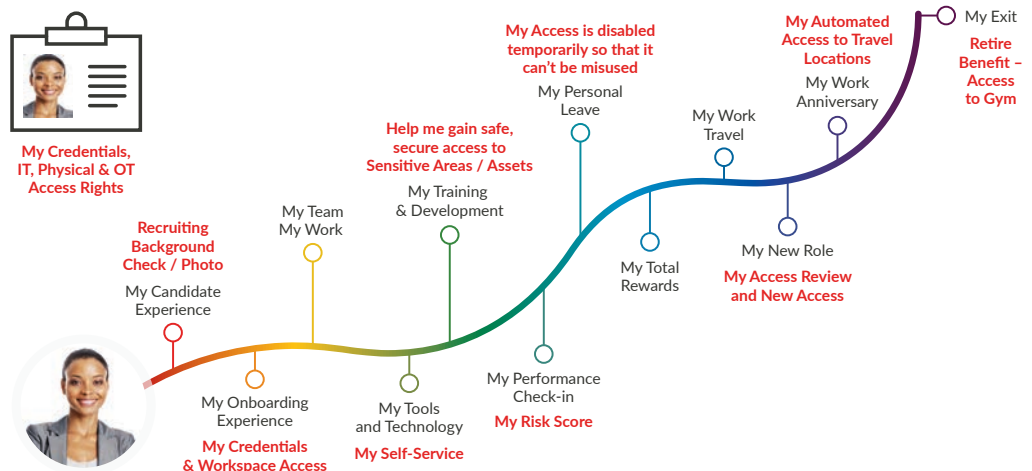 My Credentials,
IT, Physical & OT
Access Rights
Recruiting
Background
Check / Photo
My Candidate
Experience
My Onboarding
Experience
My Credentials
& Workspace Access
My Team
My Work
My Tools
and Technology
My Self-Service
Help me gain safe,
secure access to
Sensitive Areas / Assets
My Training
& Development
My Performance
Check-in
My Risk Score
My Access is disabled
temporarily so that it
can't be misused
My Personal
Leave
My Total
Rewards
My Work
Travel
My New Role
My Access Review
and New Access
My Automated
Access to Travel
Locations
My Work
Anniversary
My Exit
Retire
Benefit –
Access
to Gym